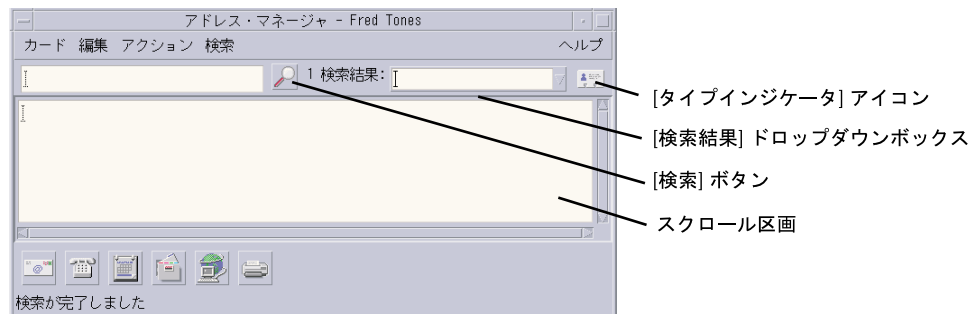 アドレス・マネージャ - Fred Tones
カード 編集 アクション 検索 ヘルプ
1 検索結果:
[タイプインジケータ] アイコン
[検索結果] ドロップダウンボックス
[検索] ボタン
スクロール区画
検索が完了しました